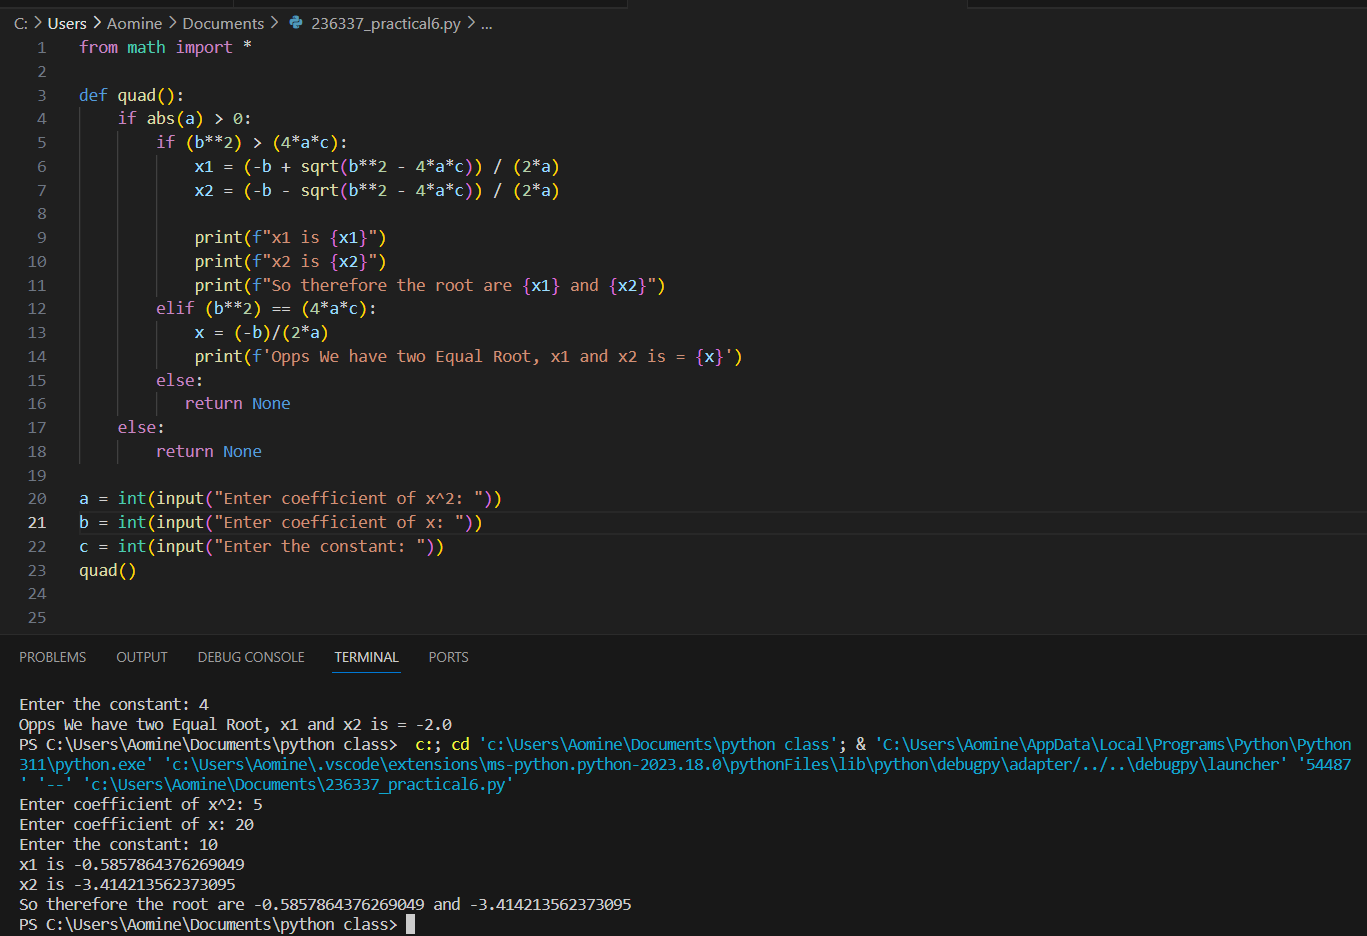 C: > Users > Aomine > Documents > 236337_practical6.py > ...
1 from math import *
2
3 def quad():
4     if abs(a) > 0:
5         if (b**2) > (4*a*c):
6             x1 = (-b + sqrt(b**2 - 4*a*c)) / (2*a)
7             x2 = (-b - sqrt(b**2 - 4*a*c)) / (2*a)
8
9             print(f"x1 is {x1}")
10             print(f"x2 is {x2}")
11             print(f"So therefore the root are {x1} and {x2}")
12         elif (b**2) == (4*a*c):
13             x = (-b)/(2*a)
14             print(f'Opps We have two Equal Root, x1 and x2 is = {x}')
15         else:
16            return None
17     else:
18         return None
19
20 a = int(input("Enter coefficient of x^2: "))
21 b = int(input("Enter coefficient of x: "))
22 c = int(input("Enter the constant: "))
23 quad()
24
25
PROBLEMS OUTPUT DEBUG CONSOLE TERMINAL PORTS
Enter the constant: 4
Opps We have two Equal Root, x1 and x2 is = -2.0
PS C:\Users\Aomine\Documents\python class>  c:; cd 'c:\Users\Aomine\Documents\python class'; & 'C:\Users\Aomine\AppData\Local\Programs\Python\Python
311\python.exe' 'c:\Users\Aomine\.vscode\extensions\ms-python.python-2023.18.0\pythonFiles\lib\python\debugpy\adapter/../..\debugpy\launcher' '54487
' '--' 'c:\Users\Aomine\Documents\236337_practical6.py'
Enter coefficient of x^2: 5
Enter coefficient of x: 20
Enter the constant: 10
x1 is -0.5857864376269049
x2 is -3.414213562373095
So therefore the root are -0.5857864376269049 and -3.414213562373095
PS C:\Users\Aomine\Documents\python class>